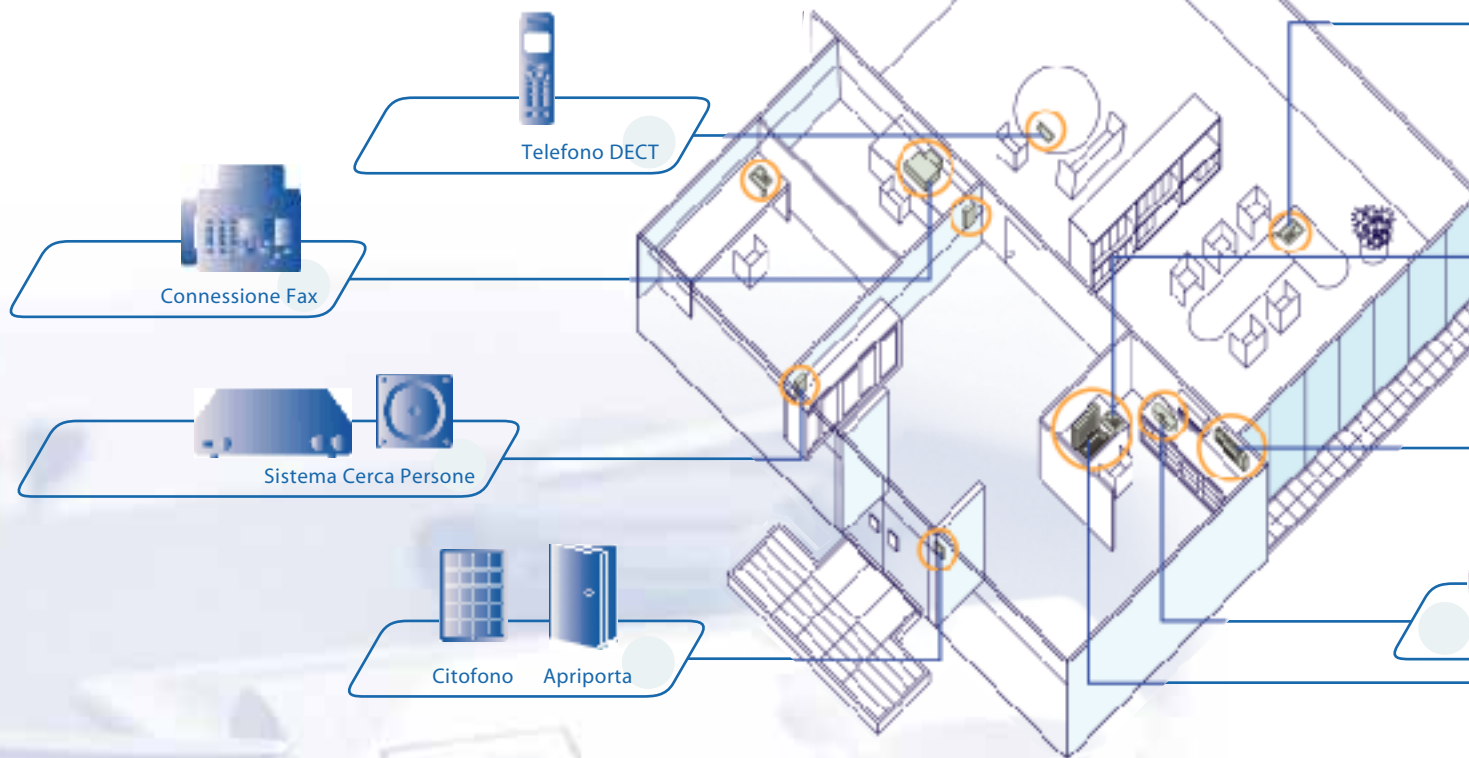 Telefono DECT
Connessione Fax
Sistema Cerca Persone
Citofono Apriporta